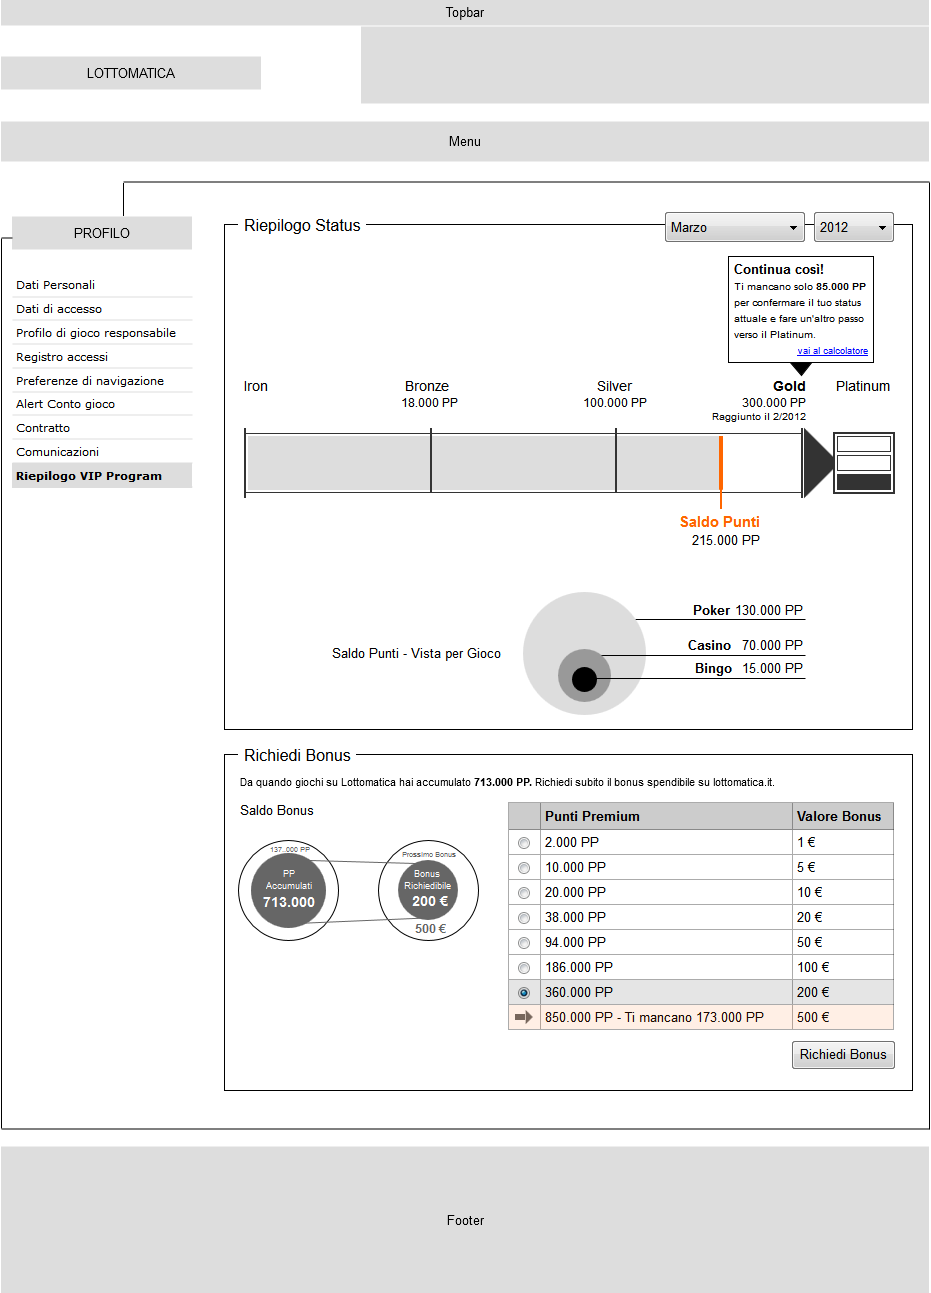 Topbar
LOTTOMATICA
Menu
PROFILO
Dati Personali
Dati di accesso
Profilo di gioco responsabile
Registro accessi
Preferenze di navigazione
Alert Conto gioco
Contratto
Comunicazioni
Riepilogo VIP Program
Riepilogo Status
Marzo
2012
Continua così!
Ti mancano solo 85.000 PP
per confermare il tuo status
attuale e fare un'altro passo
verso il Platinum.
vai al calcolatore
Iron
Bronze
18.000 PP
Silver
100.000 PP
Gold
300.000 PP
Raggiunto il 2/2012
Platinum
Saldo Punti
215.000 PP
Saldo Punti - Vista per Gioco
Poker 130.000 PP
Casino 70.000 PP
Bingo 15.000 PP
Richiedi Bonus
Da quando giochi su Lottomatica hai accumulato 713.000 PP. Richiedi subito il bonus spendibile su lottomatica.it.
Saldo Bonus
137..000 PP
PP
Accumulati
713.000
Prossimo Bonus
Bonus
Richiedibile
200 €
500 €
Punti Premium Valore Bonus
2.000 PP 1 €
10.000 PP 5 €
20.000 PP 10 €
38.000 PP 20 €
94.000 PP 50 €
186.000 PP 100 €
360.000 PP 200 €
850.000 PP - Ti mancano 173.000 PP 500 €
Richiedi Bonus
Footer